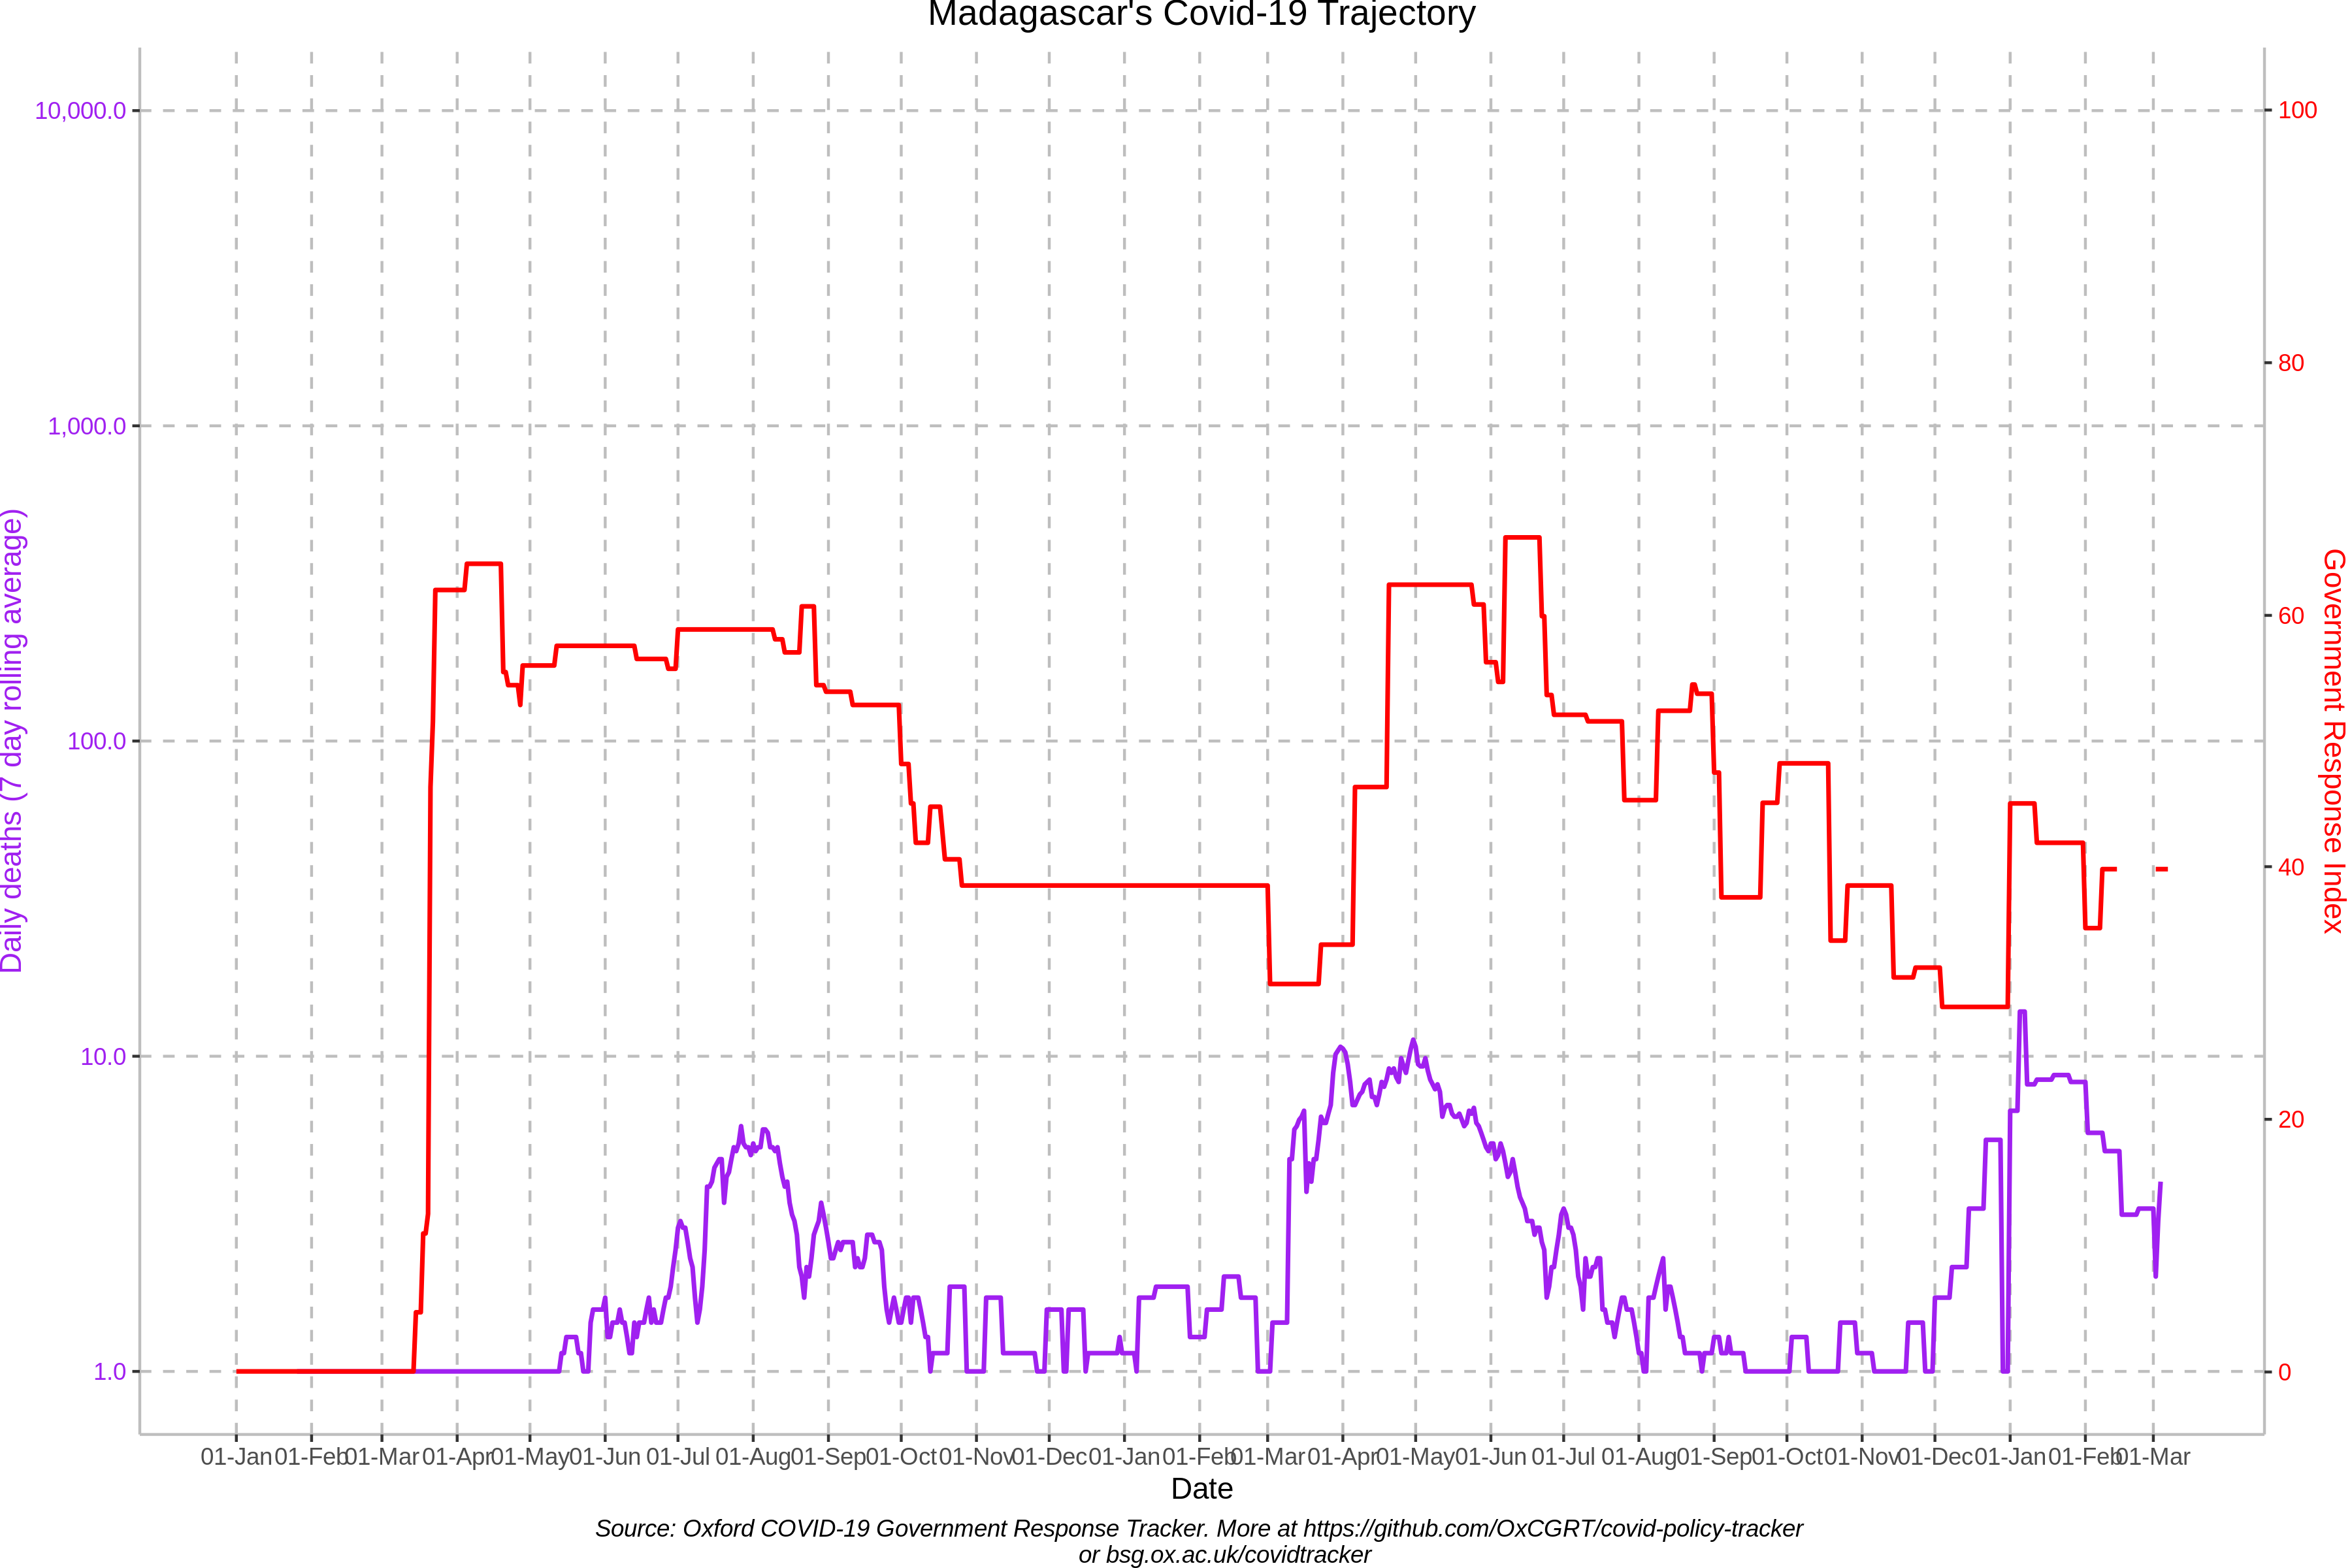 Madagascar's Covid-19 Trajectory
10,000.0
1,000.0
100.0
10.0
1.0
Daily deaths (7 day rolling average)
100
80
60
40
20
0
Government Response Index
01-Jan 01-Feb 01-Mar 01-Apr 01-May 01-Jun 01-Jul 01-Aug 01-Sep 01-Oct 01-Nov 01-Dec 01-Jan 01-Feb 01-Mar 01-Apr 01-May 01-Jun 01-Jul 01-Aug 01-Sep 01-Oct 01-Nov 01-Dec 01-Jan 01-Feb 01-Mar
Date
Source: Oxford COVID-19 Government Response Tracker. More at https://github.com/OxCGRT/covid-policy-tracker
or bsg.ox.ac.uk/covidtracker